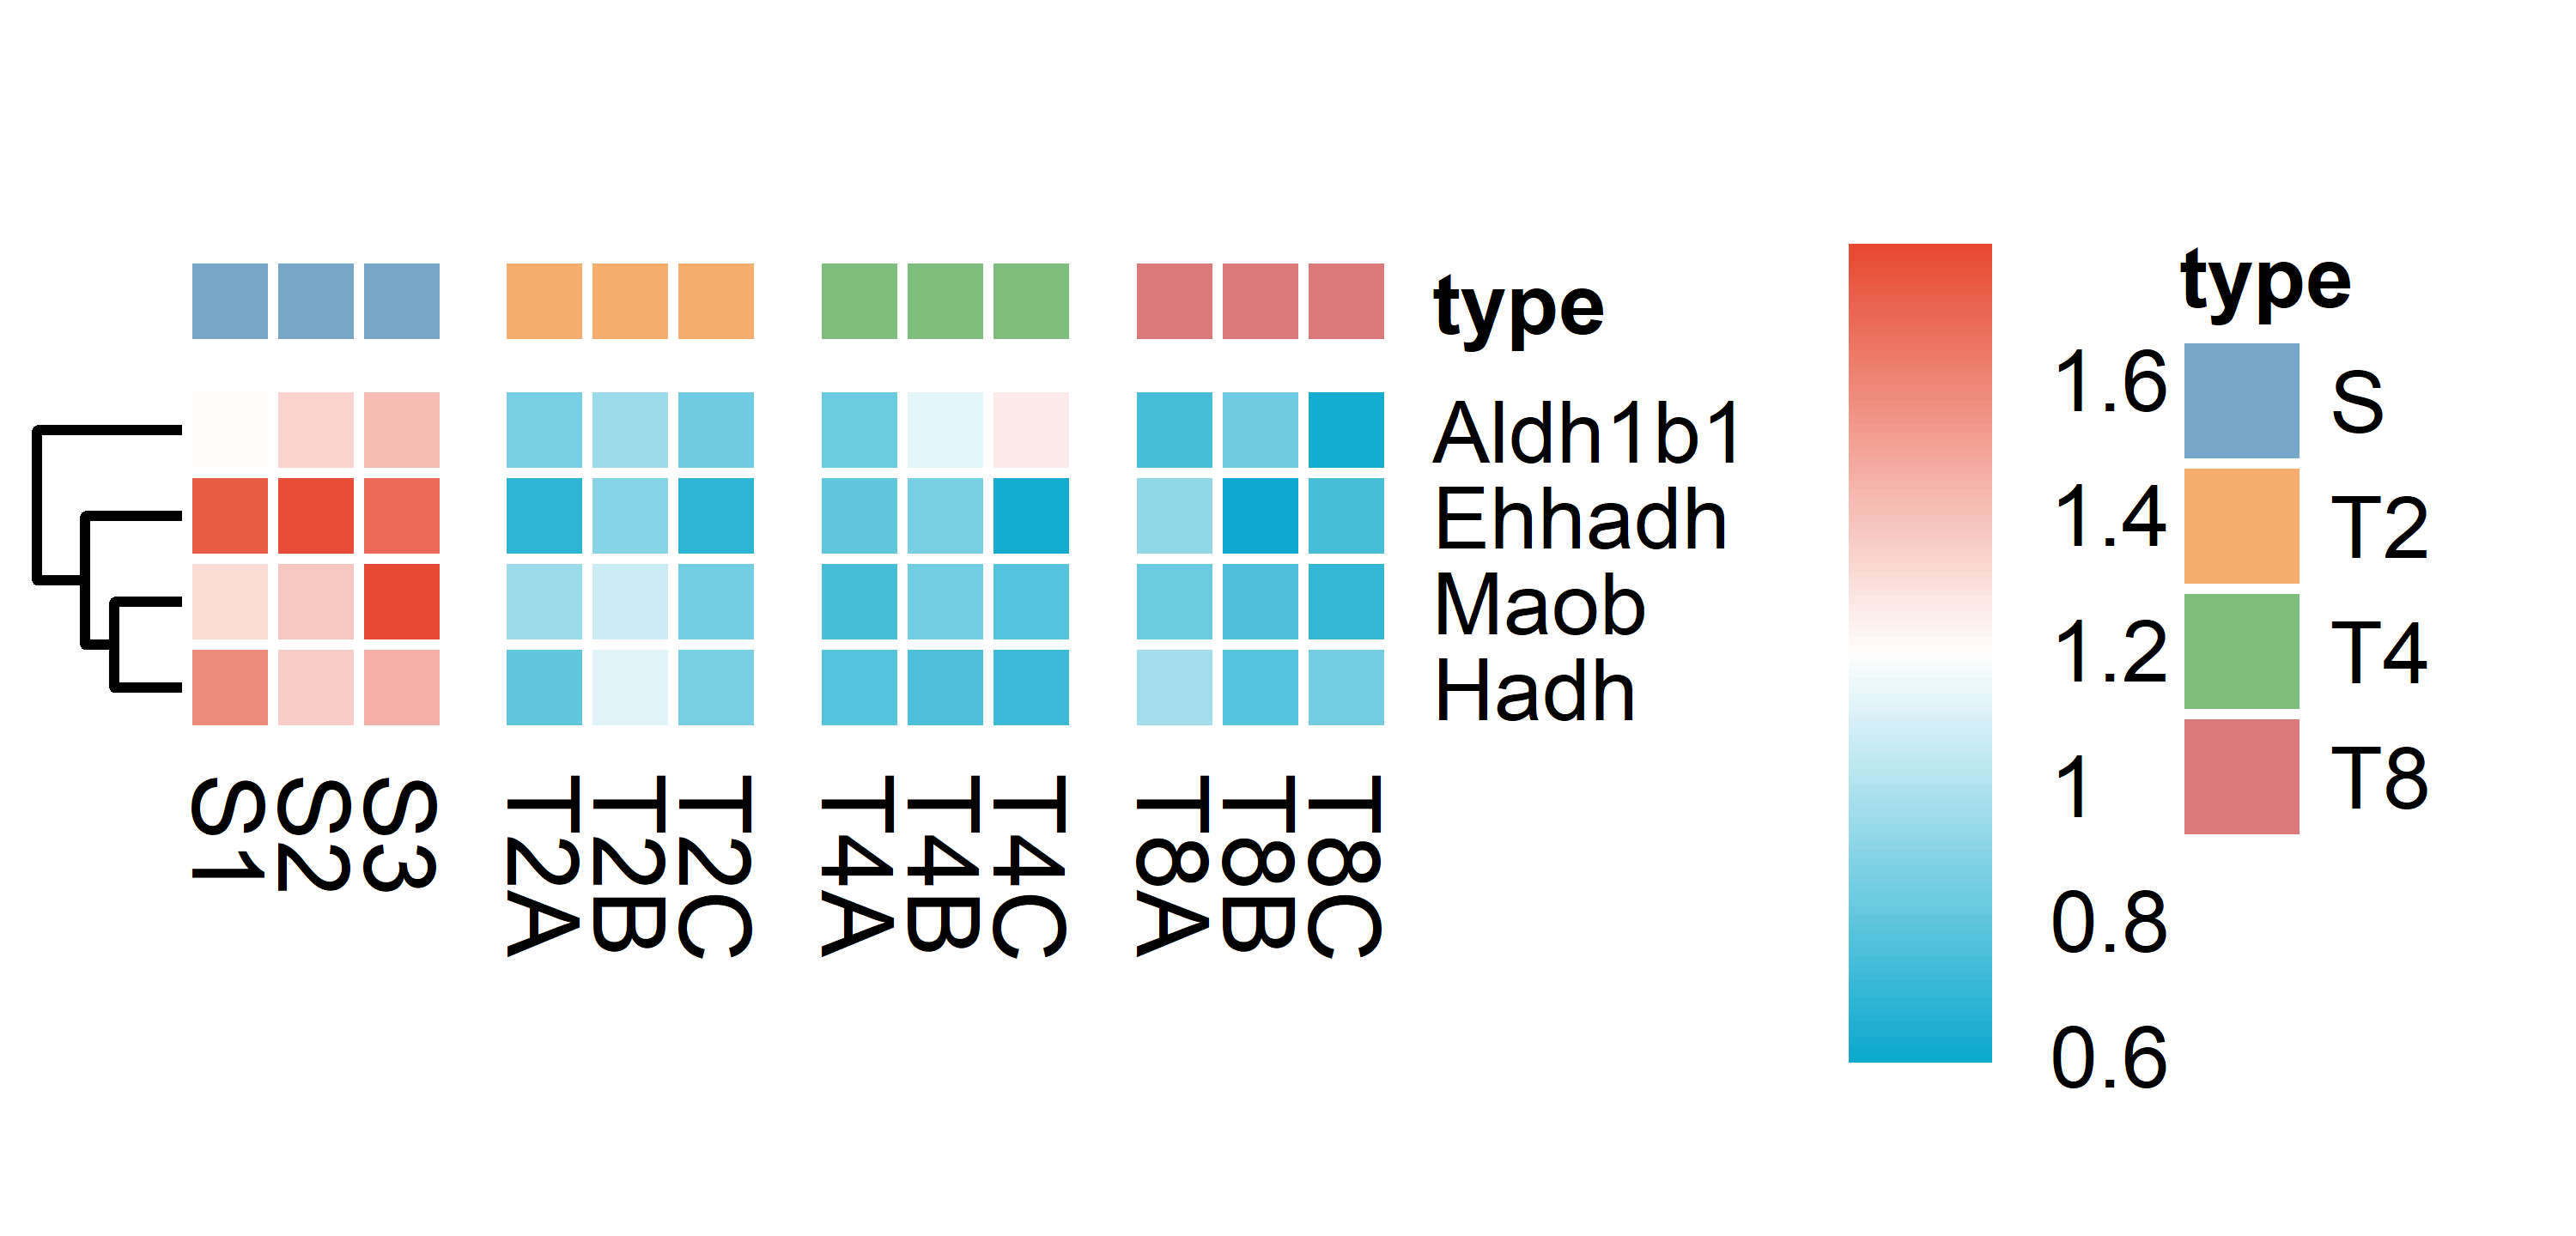 type
Aldh1b1
Ehhadh
Maob
Hadh
S1
S2
S3
T2A
T2B
T2C
T4A
T4B
T4C
T8A
T8B
T8C
1.6
1.4
1.2
1
0.8
0.6
type
S
T2
T4
T8